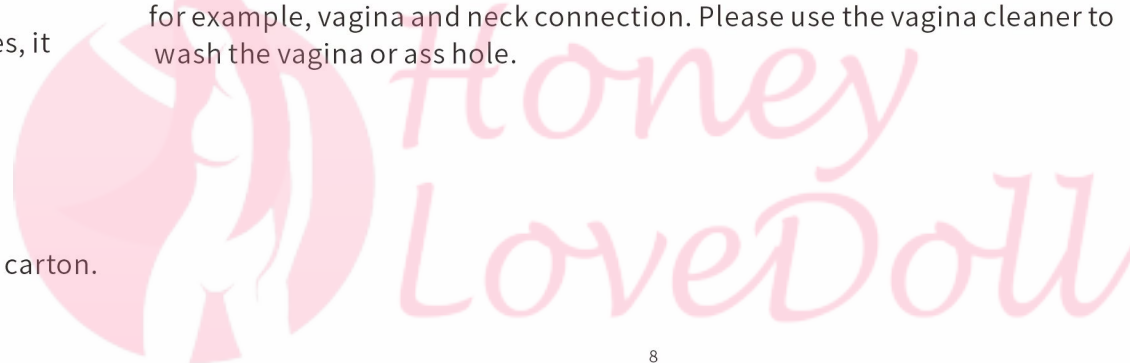 for example, vagina and neck connection. Please use the vagina cleaner to
es, it
wash the vagina or ass hole.
Honey
LoveDoll
carton.
8